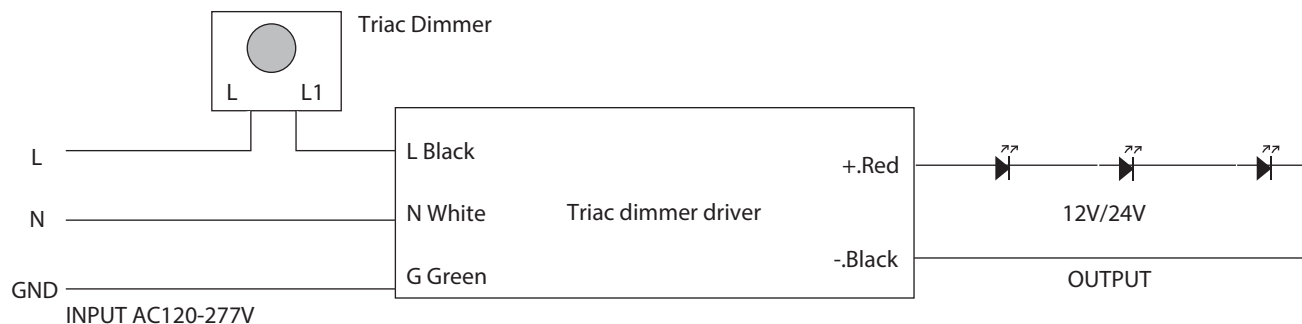 Triac Dimmer
L L1
L
L Black
+.Red
N
N White
Triac dimmer driver
12V/24V
-.Black
G Green
GND
OUTPUT
INPUT AC120-277V